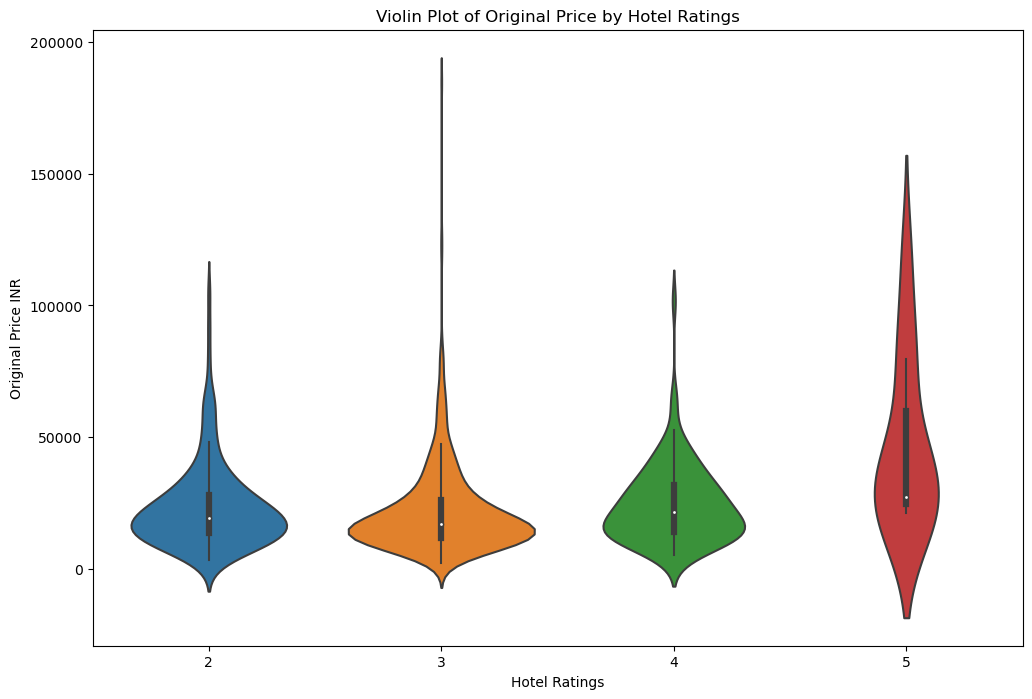 Violin Plot of Original Price by Hotel Ratings
200000
150000
100000
50000
0
Original Price INR
2 3 4 5
Hotel Ratings